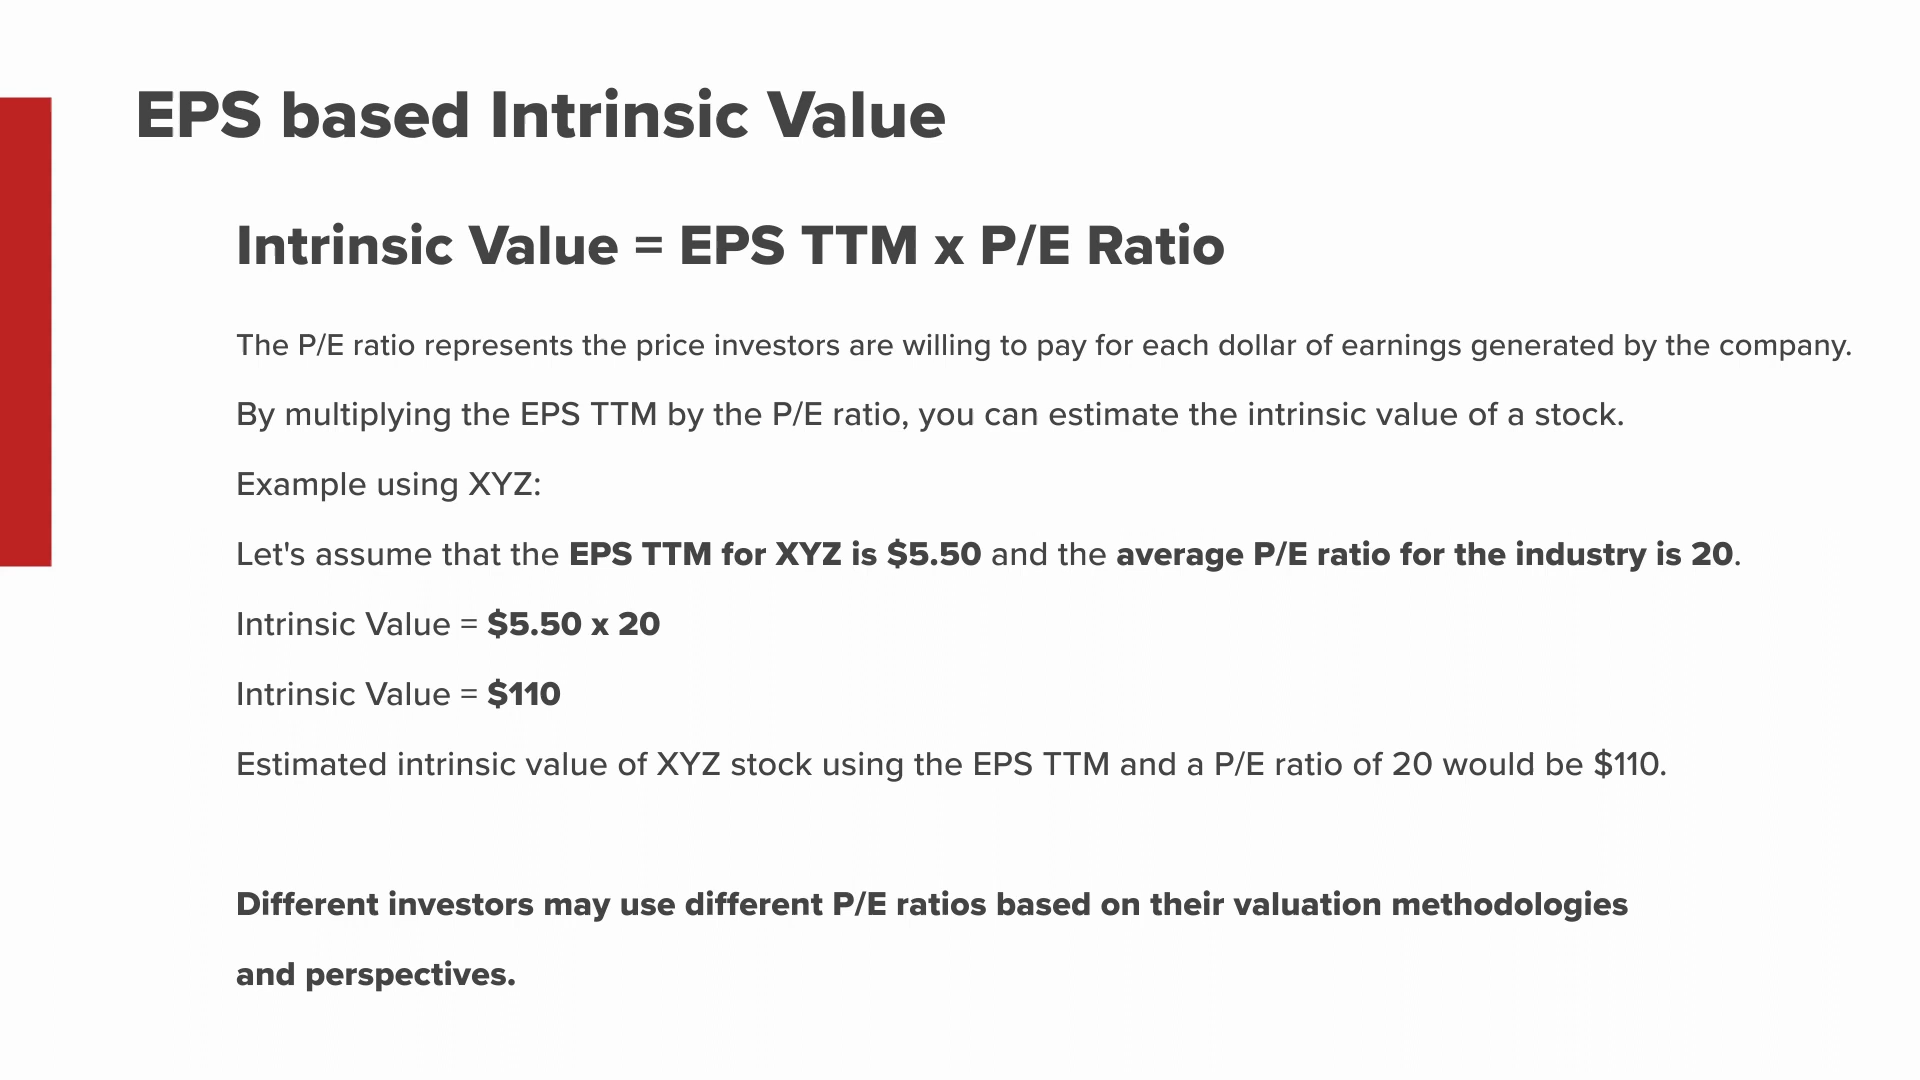 EPS based Intrinsic Value
Intrinsic Value = EPS TTM x P/E Ratio
The P/E ratio represents the price investors are willing to pay for each dollar of earnings generated by the company.
By multiplying the EPS TTM by the P/E ratio, you can estimate the intrinsic value of a stock.
Example using XYZ:
Let's assume that the EPS TTM for XYZ is $5.50 and the average P/E ratio for the industry is 20.
Intrinsic Value = $5.50 x 20
Intrinsic Value = $110
Estimated intrinsic value of XYZ stock using the EPS TTM and a P/E ratio of 20 would be $110.
Different investors may use different P/E ratios based on their valuation methodologies
and perspectives.